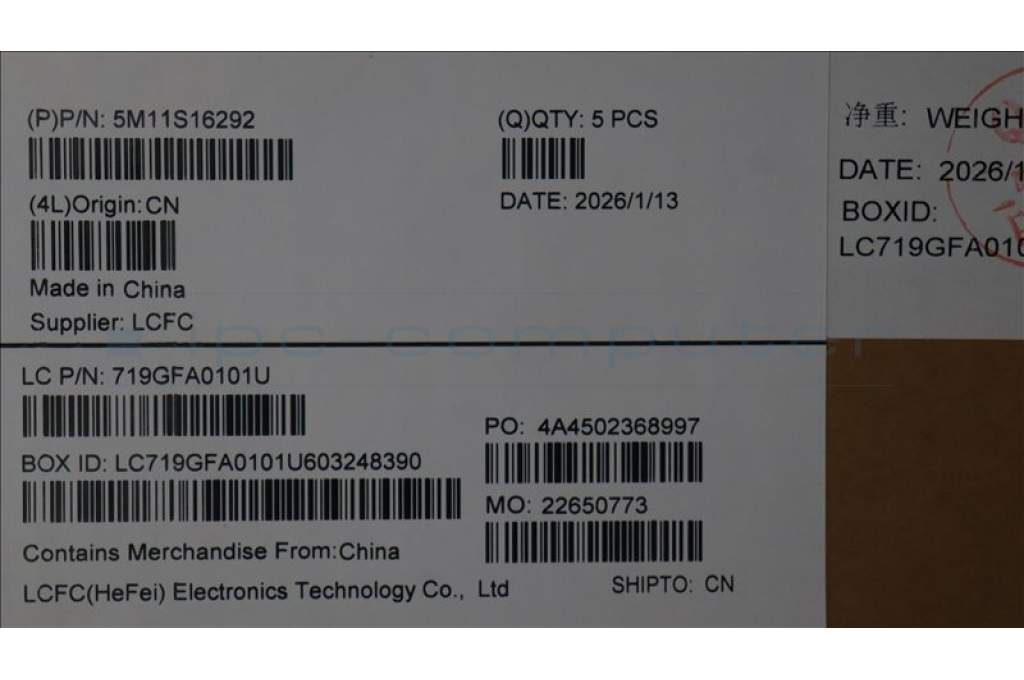 (P)P/N: 5M11S16292
(Q)QTY: 5 PCS
(4L)Origin:CN
DATE: 2026/1/13
Made in China
Supplier: LCFC
LC P/N: 719GFA0101U
PO: 4A4502368997
BOX ID: LC719GFA0101U603248390
MO: 22650773
Contains Merchandise From:China
LCFC(HeFei) Electronics Technology Co., Ltd
SHIPTO: CN
净重: WEIGH
DATE: 2026/1
BOXID:
LC719GFA010
ipc-computer